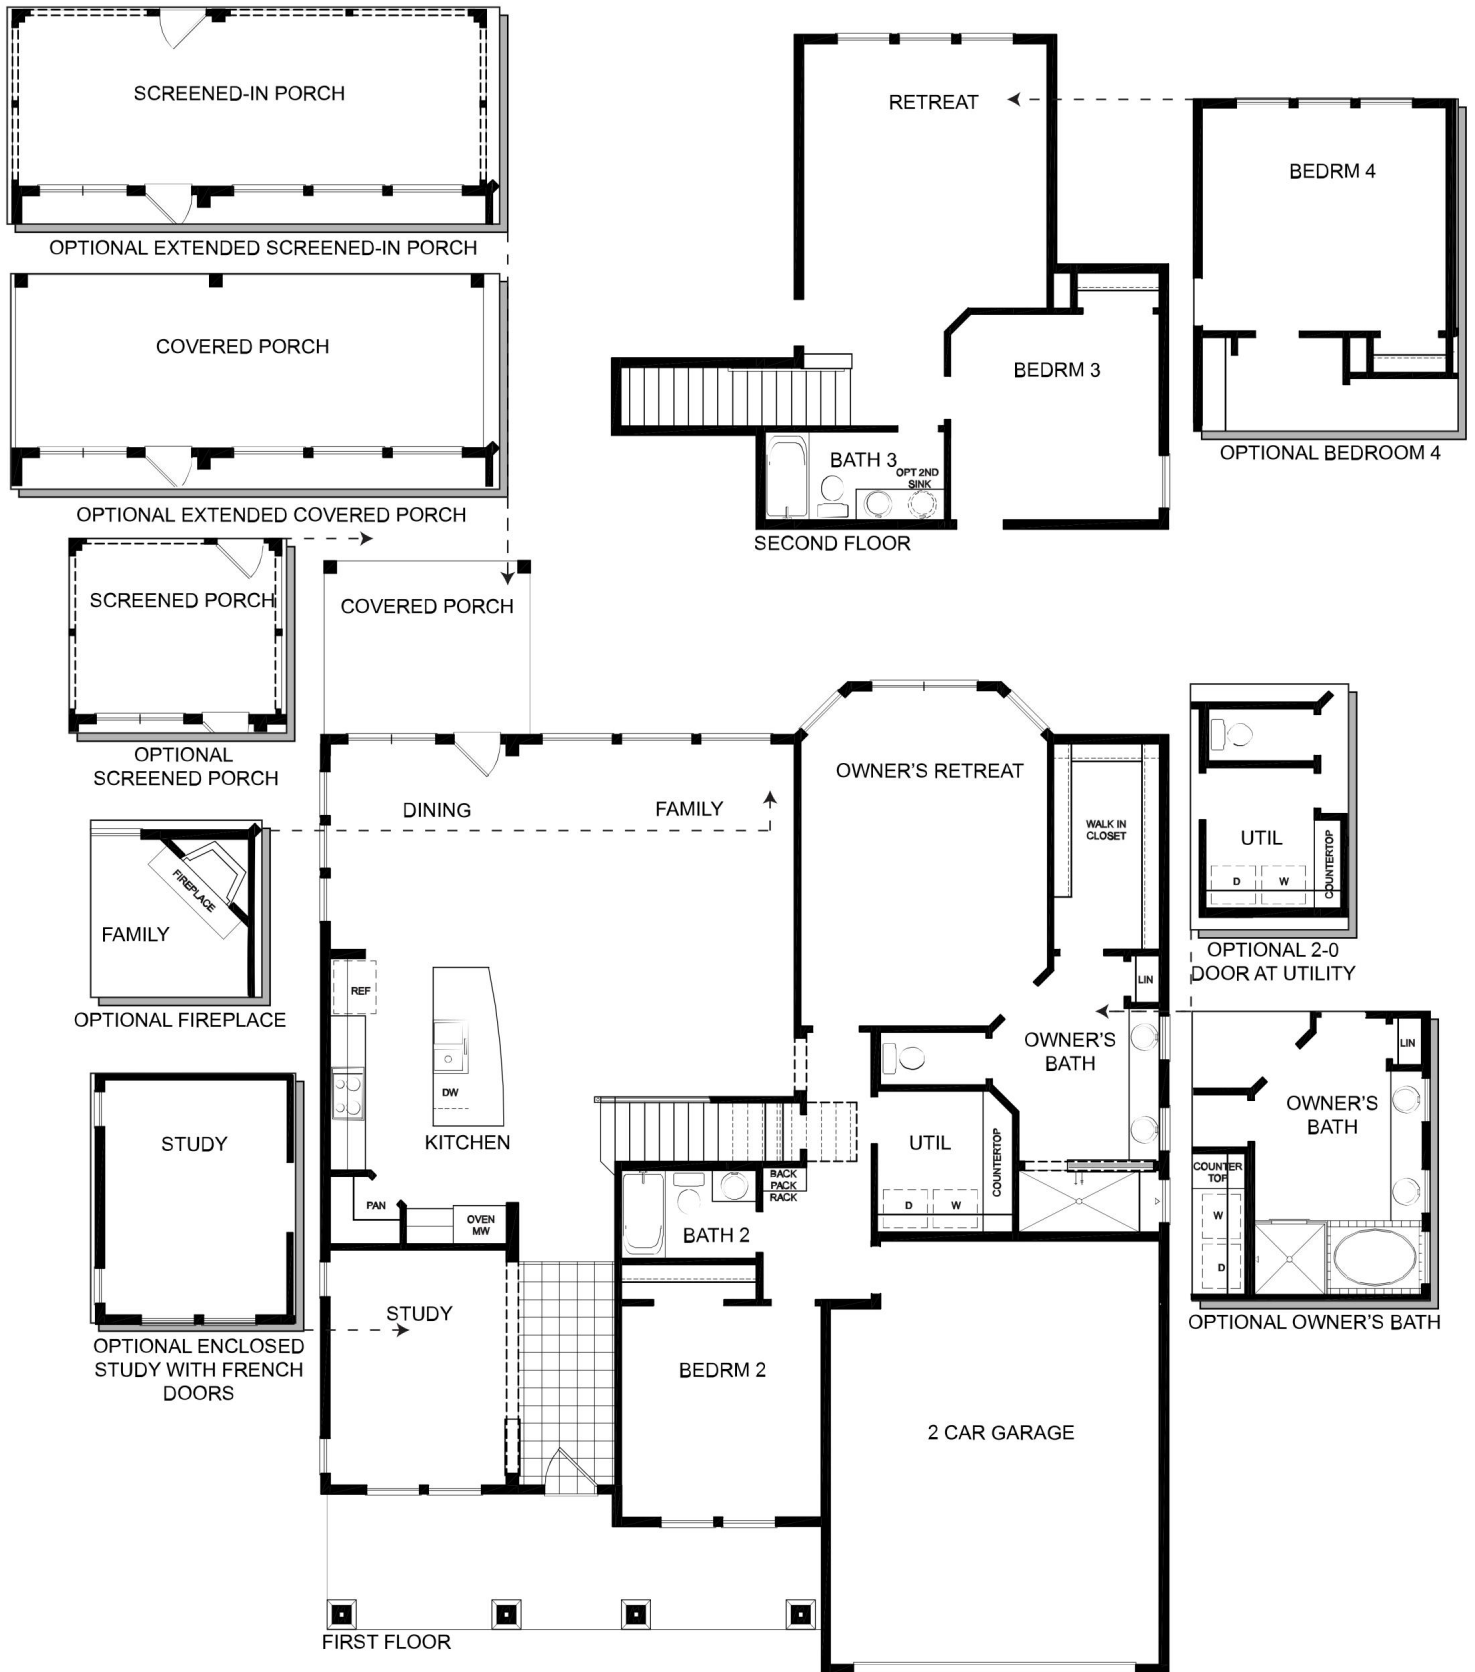 SCREENED-IN PORCH
OPTIONAL EXTENDED SCREENED-IN PORCH
COVERED PORCH
OPTIONAL EXTENDED COVERED PORCH
SCREENED PORCH
OPTIONAL
SCREENED PORCH
FIREPLACE
FAMILY
OPTIONAL FIREPLACE
STUDY
OPTIONAL ENCLOSED
STUDY WITH FRENCH
DOORS
RETREAT
BEDRM 3
BATH 3
OPT 2ND
SINK
SECOND FLOOR
BEDRM 4
OPTIONAL BEDROOM 4
COVERED PORCH
DINING
FAMILY
OWNER'S RETREAT
WALK IN
CLOSET
REF
LIN
OWNER'S
BATH
DW
KITCHEN
UTIL
COUNTERTOP
D
W
BACK
PACK
RACK
PAN
OVEN
MW
BATH 2
STUDY
BEDRM 2
2 CAR GARAGE
FIRST FLOOR
UTIL
COUNTERTOP
D
W
OPTIONAL 2-0
DOOR AT UTILITY
LIN
OWNER'S
BATH
COUNTER
TOP
W
D
OPTIONAL OWNER'S BATH